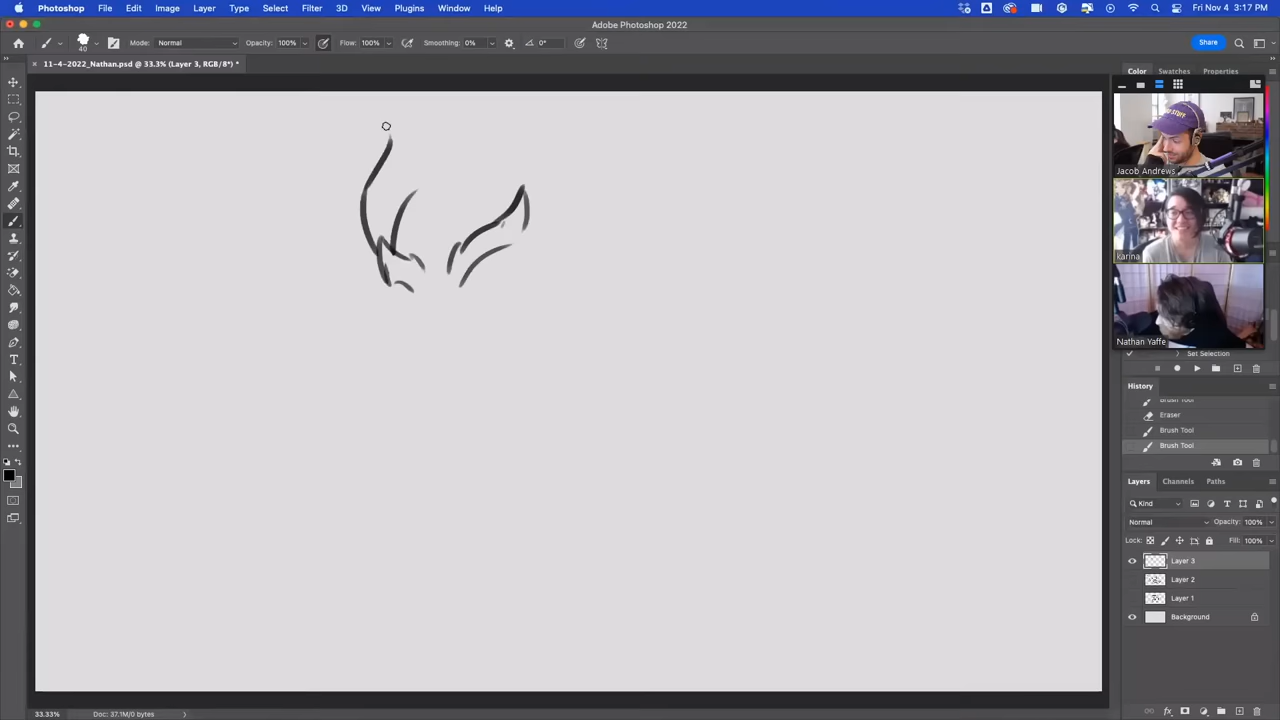 Photoshop File Edit Image Layer Type Select Filter 3D View Plugins Window Help Fri Nov 4 3:17 PM
Adobe Photoshop 2022
40 Mode: Normal Opacity: 100% Flow: 100% Smoothing: 0% 0° Share
11-4-2022_Nathan.psd @ 33.3% (Layer 3, RGB/8*) *
Color Swatches Properties
Jacob Andrews
karina
Nathan Yaffe
Set Selection
History
Brush Tool
Eraser
Brush Tool
Brush Tool
Layers Channels Paths
Kind
Normal Opacity: 100%
Lock: Fill: 100%
Layer 3
Layer 2
Layer 1
Background
33.33% Doc: 37.1M/0 bytes